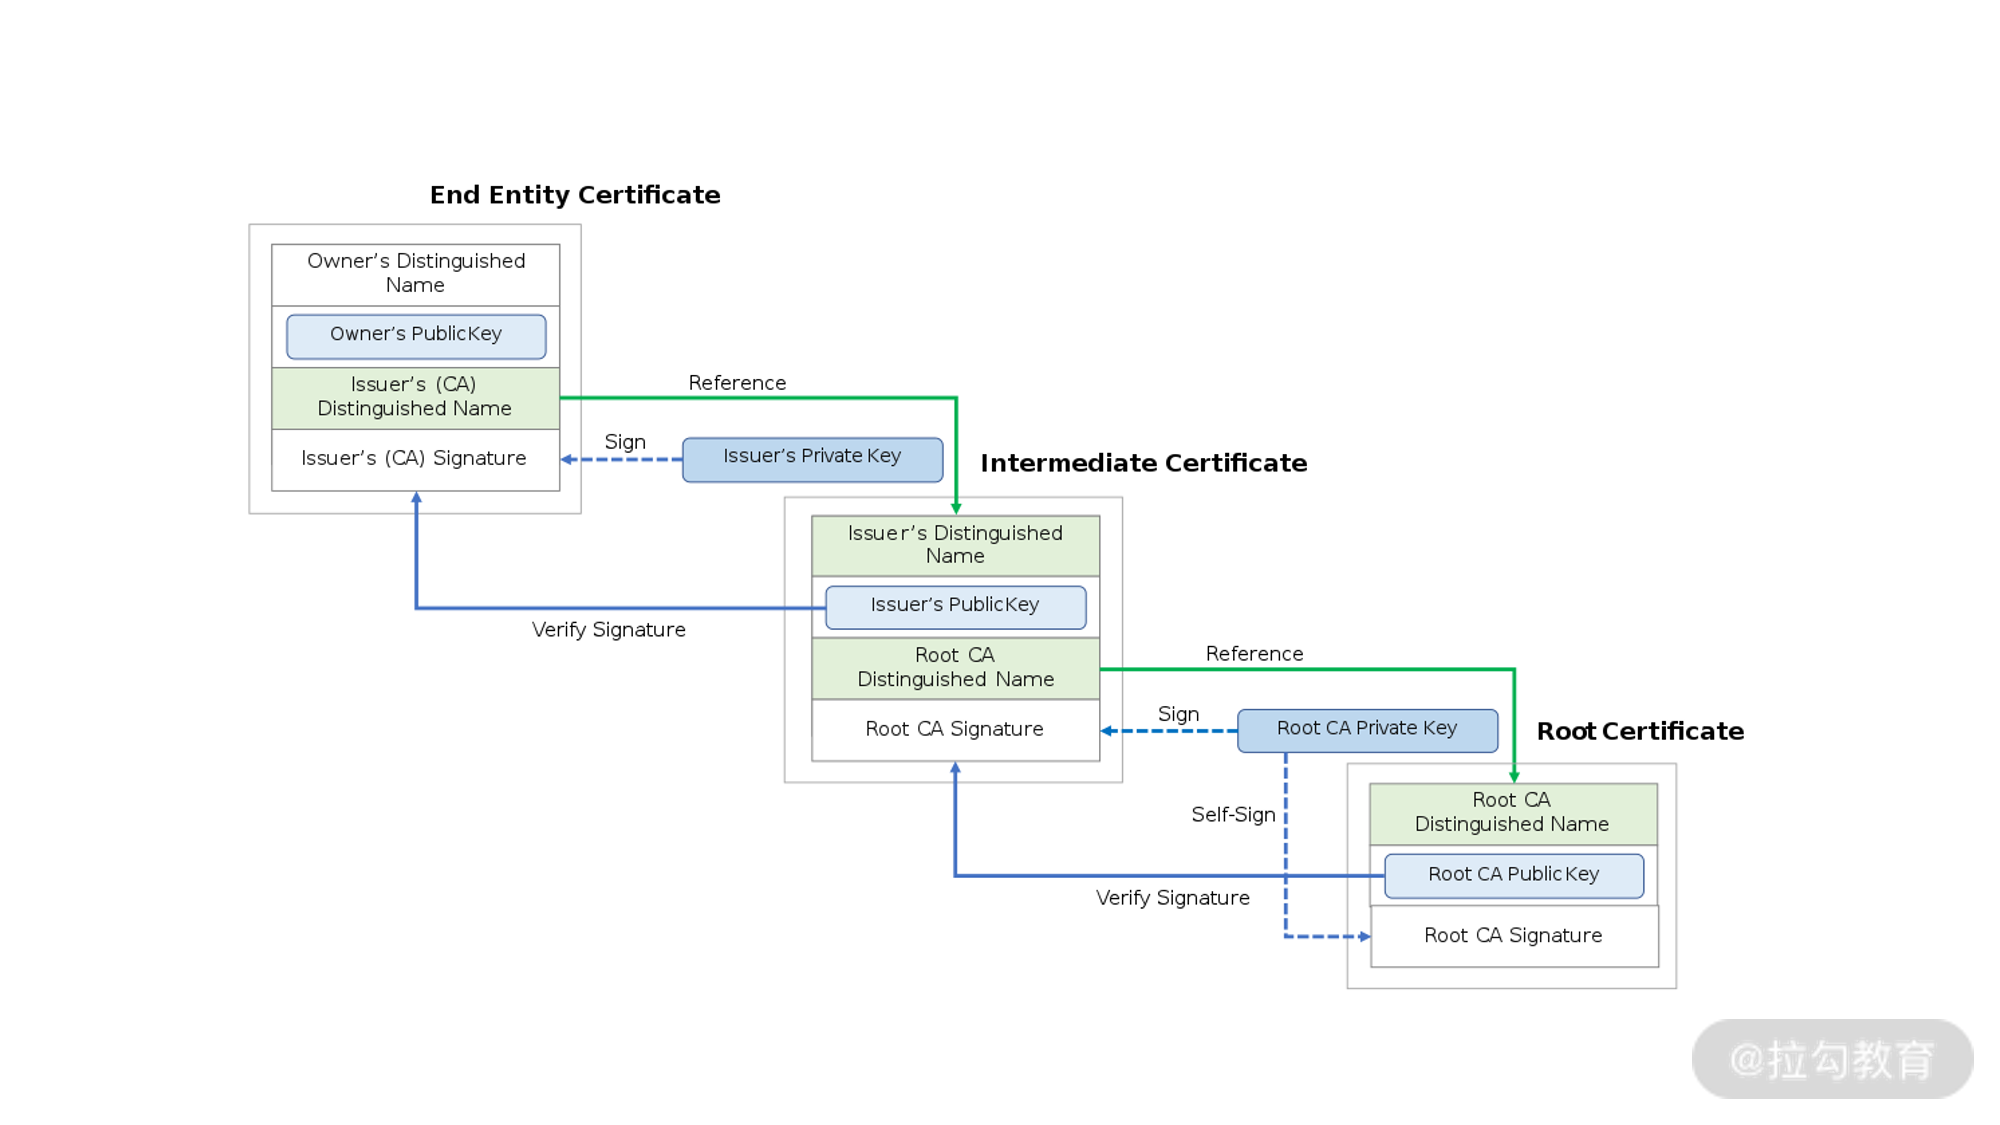 End Entity Certificate
Owner's Distinguished
Name
Owner's PublicKey
Issuer's (CA)
Distinguished Name
Issuer's (CA) Signature
Reference
Sign
Issuer's Private Key
Verify Signature
Intermediate Certificate
Issuer's Distinguished
Name
Issuer's PublicKey
Root CA
Distinguished Name
Root CA Signature
Reference
Sign
Root CA Private Key
Self-Sign
Verify Signature
Root Certificate
Root CA
Distinguished Name
Root CA PublicKey
Root CA Signature
@拉勾教育